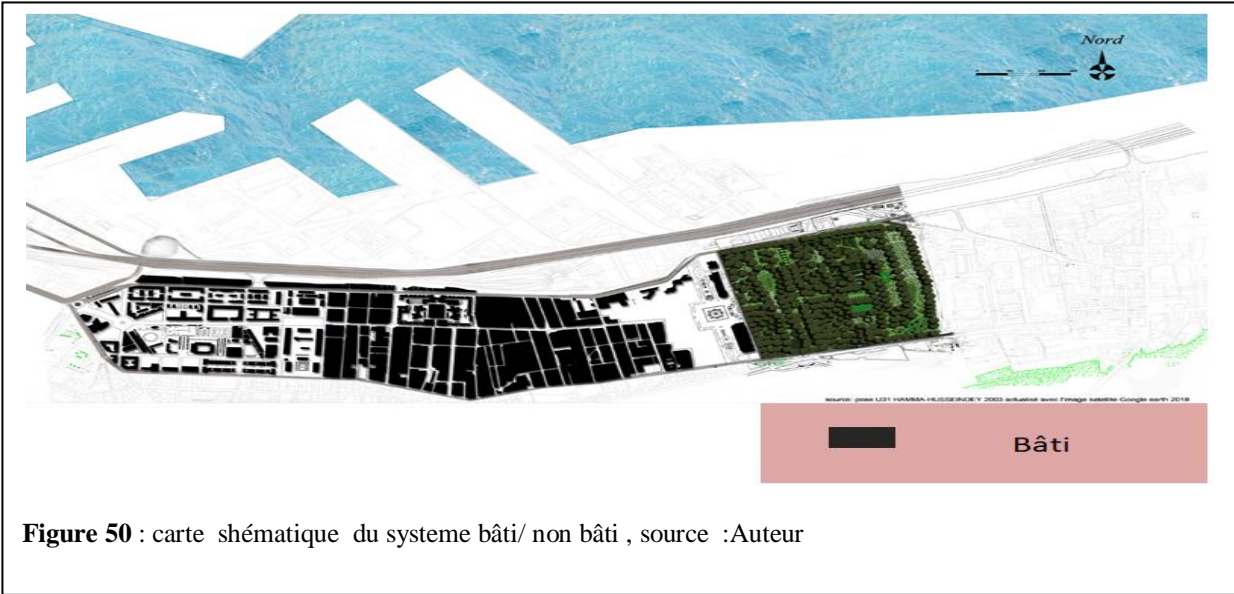 Nord
source: pose U31 HAMMA-HUSSEINDEY 2003 actualisé avec l'image satellite Google earth 2018
Bâti
Figure 50 : carte shématique du systeme bâti/ non bâti , source :Auteur